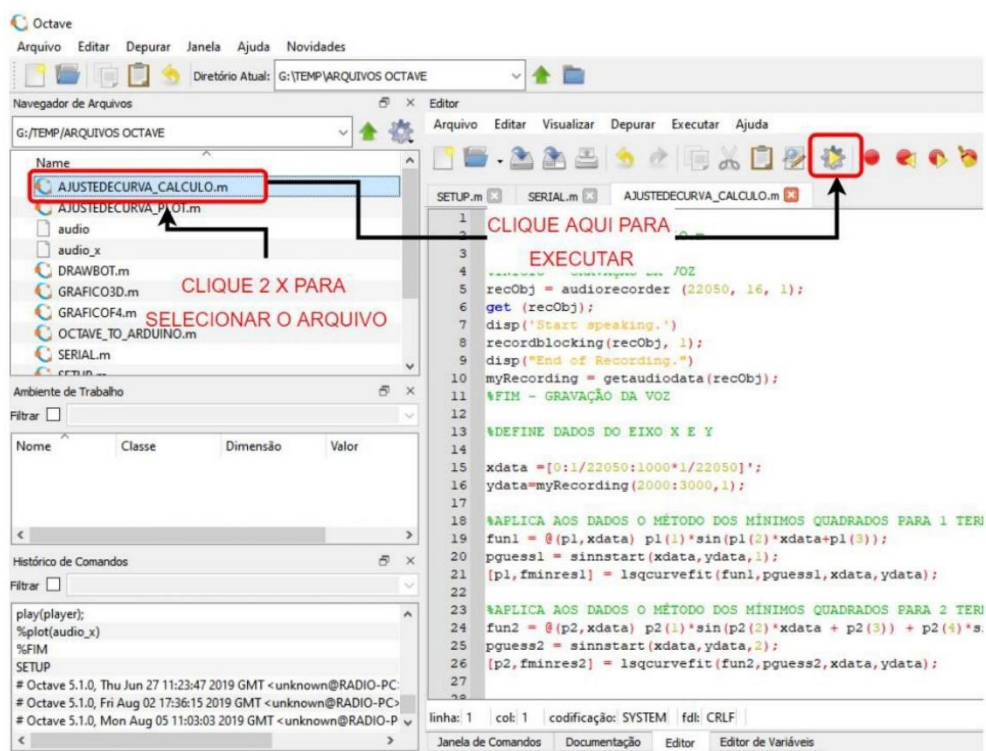 Octave
Arquivo Editar Depurar Janela Ajuda Novidades
Diretório Atual: G:\TEMP\ARQUIVOS OCTAVE
Navegador de Arquivos
G:/TEMP/ARQUIVOS OCTAVE
Name
AJUSTEDECURVA_CALCULO.m
AJUSTEDECURVA_PLOT.m
audio
audio_x
DRAWBOT.m
GRAFICO3D.m
GRAFICOF4.m
OCTAVE_TO_ARDUINO.m
SERIAL.m
CLIQUE 2 X PARA
SELECIONAR O ARQUIVO
Ambiente de Trabalho
Filtrar
Nome Classe Dimensão Valor
Histórico de Comandos
Filtrar
play(player);
%plot(audio_x)
%FIM
SETUP
# Octave 5.1.0, Thu Jun 27 11:23:47 2019 GMT <unknown@RADIO-PC>
# Octave 5.1.0, Fri Aug 02 17:36:15 2019 GMT <unknown@RADIO-PC>
# Octave 5.1.0, Mon Aug 05 11:03:03 2019 GMT <unknown@RADIO-P
Editor
Arquivo Editar Visualizar Depurar Executar Ajuda
SETUP.m SERIAL.m AJUSTEDECURVA_CALCULO.m
CLIQUE AQUI PARA
EXECUTAR
1
2
3
4 VOZ
5 recObj = audiorecorder (22050, 16, 1);
6 get (recObj);
7 disp('Start speaking.')
8 recordblocking(recObj, 1);
9 disp("End of Recording.")
10 myRecording = getaudiodata(recObj);
11 %FIM - GRAVAÇÃO DA VOZ
12
13 %DEFINE DADOS DO EIXO X E Y
14
15 xdata =[0:1/22050:1000*1/22050]';
16 ydata=myRecording(2000:3000,1);
17
18 %APLICA AOS DADOS O MÉTODO DOS MÍNIMOS QUADRADOS PARA 1 TER
19 fun1 = @(p1,xdata) p1(1)*sin(p1(2)*xdata+p1(3));
20 pguess1 = sinnstart(xdata,ydata,1);
21 [p1,fminres1] = lsqcurvefit(fun1,pguess1,xdata,ydata);
22
23 %APLICA AOS DADOS O MÉTODO DOS MÍNIMOS QUADRADOS PARA 2 TER
24 fun2 = @(p2,xdata) p2(1)*sin(p2(2)*xdata + p2(3)) + p2(4)*s
25 pguess2 = sinnstart(xdata,ydata,2);
26 [p2,fminres2] = lsqcurvefit(fun2,pguess2,xdata,ydata);
27
linha: 1 col: 1 codificação: SYSTEM fdl: CRLF
Janela de Comandos Documentação Editor Editor de Variáveis